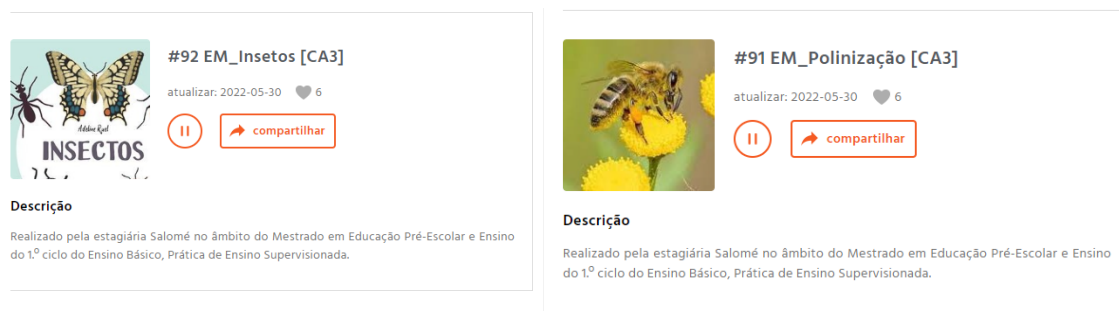 #92 EM_Insetos [CA3]
atualizar: 2022-05-30 6
compartilhar
Adeline Ruel
INSECTOS
Descrição
Realizado pela estagiária Salomé no âmbito do Mestrado em Educação Pré-Escolar e Ensino
do 1.º ciclo do Ensino Básico, Prática de Ensino Supervisionada.
#91 EM_Polinização [CA3]
atualizar: 2022-05-30 6
compartilhar
Descrição
Realizado pela estagiária Salomé no âmbito do Mestrado em Educação Pré-Escolar e Ensino
do 1.º ciclo do Ensino Básico, Prática de Ensino Supervisionada.